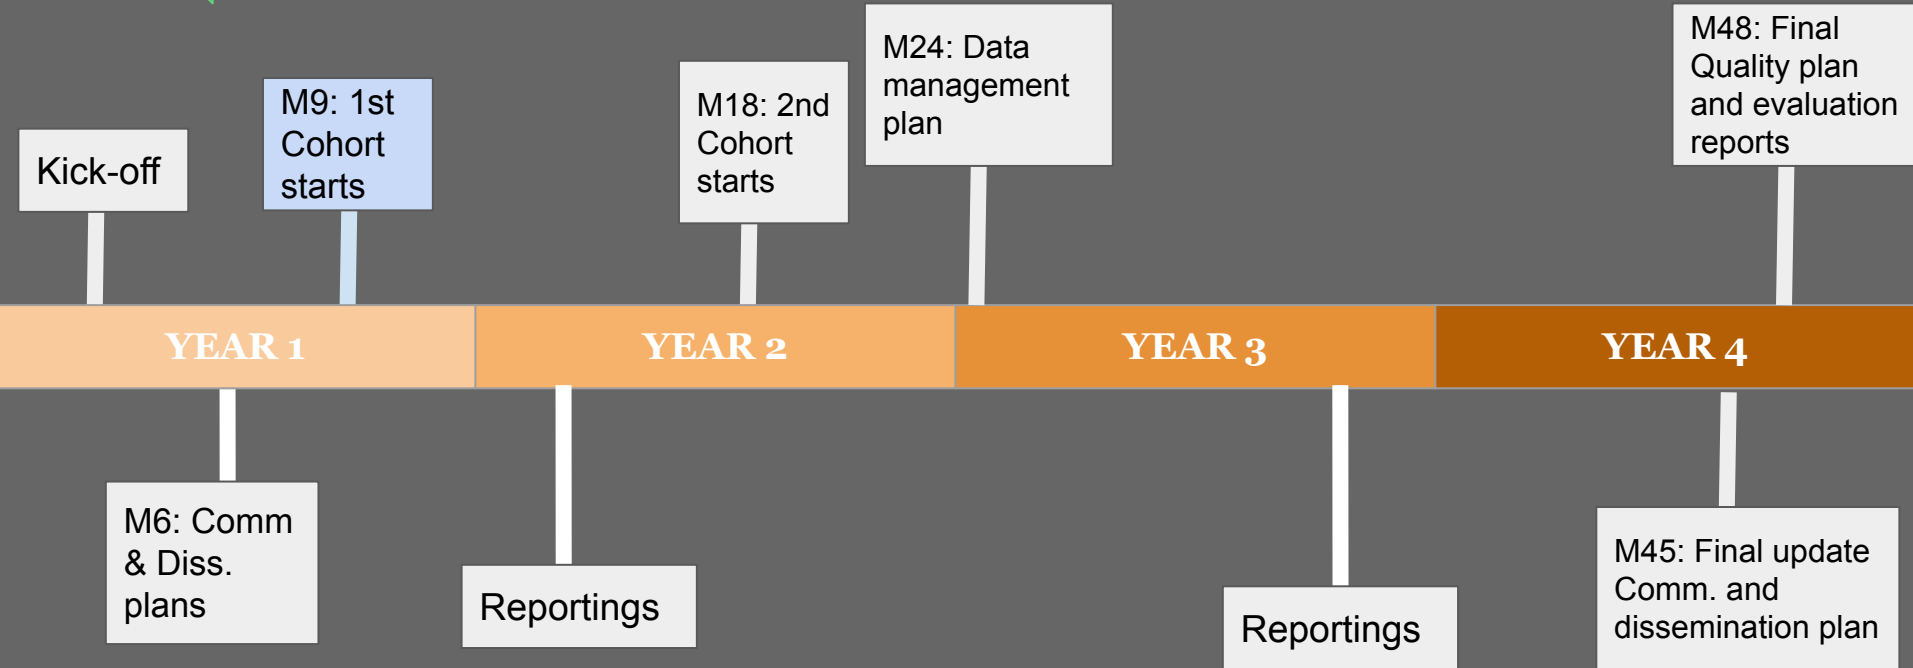 Kick-off
M9: 1st
Cohort
starts
M18: 2nd
Cohort
starts
M24: Data
management
plan
M48: Final
Quality plan
and evaluation
reports
YEAR 1
YEAR 2
YEAR 3
YEAR 4
M6: Comm
& Diss.
plans
Reportings
Reportings
M45: Final update
Comm. and
dissemination plan